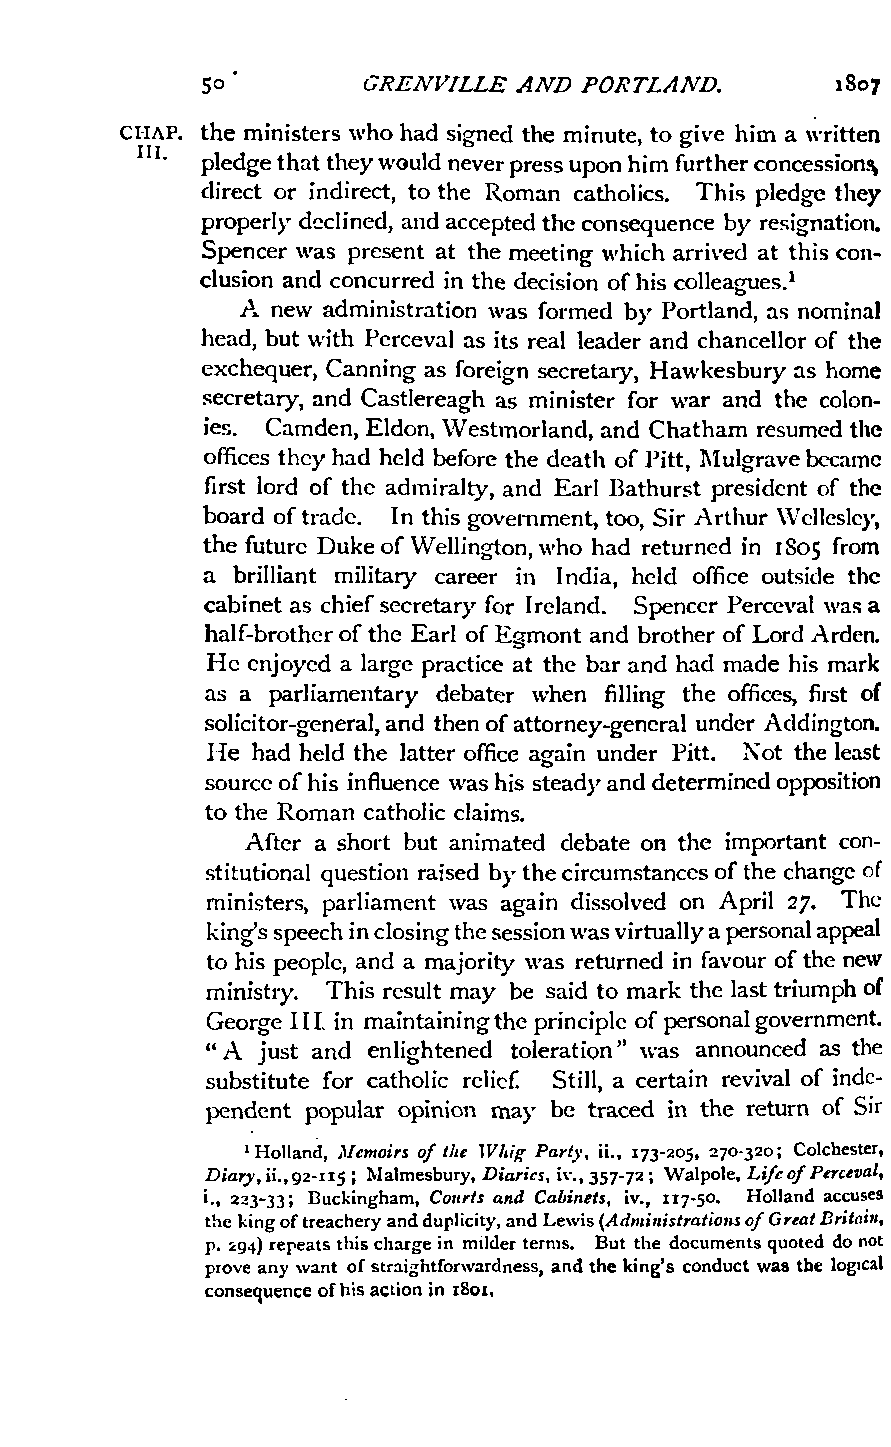 50 GRENVILLE AND PORTLAND. 1807
CHAP. the ministers who had signed the minute, to give him a written
III. pledge that they would never press upon him further concessions,
direct or indirect, to the Roman catholics. This pledge they
properly declined, and accepted the consequence by resignation.
Spencer was present at the meeting which arrived at this con-
clusion and concurred in the decision of his colleagues.¹
A new administration was formed by Portland, as nominal
head, but with Perceval as its real leader and chancellor of the
exchequer, Canning as foreign secretary, Hawkesbury as home
secretary, and Castlereagh as minister for war and the colon-
ies. Camden, Eldon, Westmorland, and Chatham resumed the
offices they had held before the death of Pitt, Mulgrave became
first lord of the admiralty, and Earl Bathurst president of the
board of trade. In this government, too, Sir Arthur Wellesley,
the future Duke of Wellington, who had returned in 1805 from
a brilliant military career in India, held office outside the
cabinet as chief secretary for Ireland. Spencer Perceval was a
half-brother of the Earl of Egmont and brother of Lord Arden.
He enjoyed a large practice at the bar and had made his mark
as a parliamentary debater when filling the offices, first of
solicitor-general, and then of attorney-general under Addington.
He had held the latter office again under Pitt. Not the least
source of his influence was his steady and determined opposition
to the Roman catholic claims.
After a short but animated debate on the important con-
stitutional question raised by the circumstances of the change of
ministers, parliament was again dissolved on April 27. The
king's speech in closing the session was virtually a personal appeal
to his people, and a majority was returned in favour of the new
ministry. This result may be said to mark the last triumph of
George III. in maintaining the principle of personal government.
"A just and enlightened toleration" was announced as the
substitute for catholic relief. Still, a certain revival of inde-
pendent popular opinion may be traced in the return of Sir
¹ Holland, Memoirs of the Whig Party, ii., 173-205, 270-320; Colchester,
Diary, ii., 92-115; Malmesbury, Diaries, iv., 357-72; Walpole, Life of Perceval,
i., 223-33; Buckingham, Courts and Cabinets, iv., 117-50. Holland accuses
the king of treachery and duplicity, and Lewis (Administrations of Great Britain,
p. 294) repeats this charge in milder terms. But the documents quoted do not
prove any want of straightforwardness, and the king's conduct was the logical
consequence of his action in 1801.